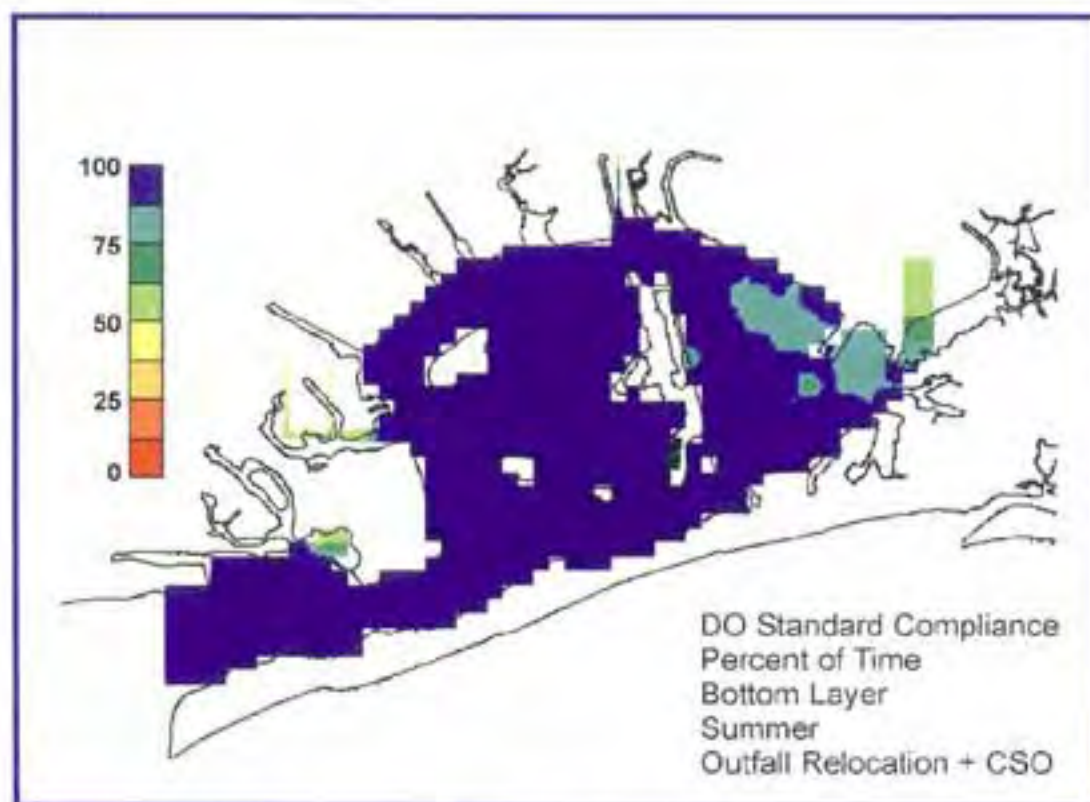 100
75
50
25
0
DO Standard Compliance
Percent of Time
Bottom Layer
Summer
Outfall Relocation + CSO